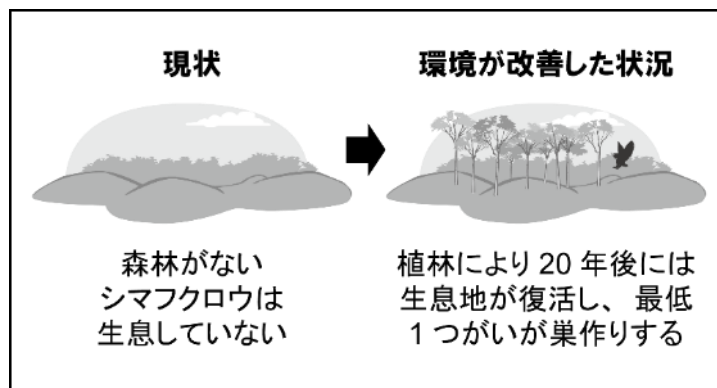 現状
環境が改善した状況
森林がない
シマフクロウは
生息していない
植林により 20 年後には
生息地が復活し、最低
1 つがいが巣作りする